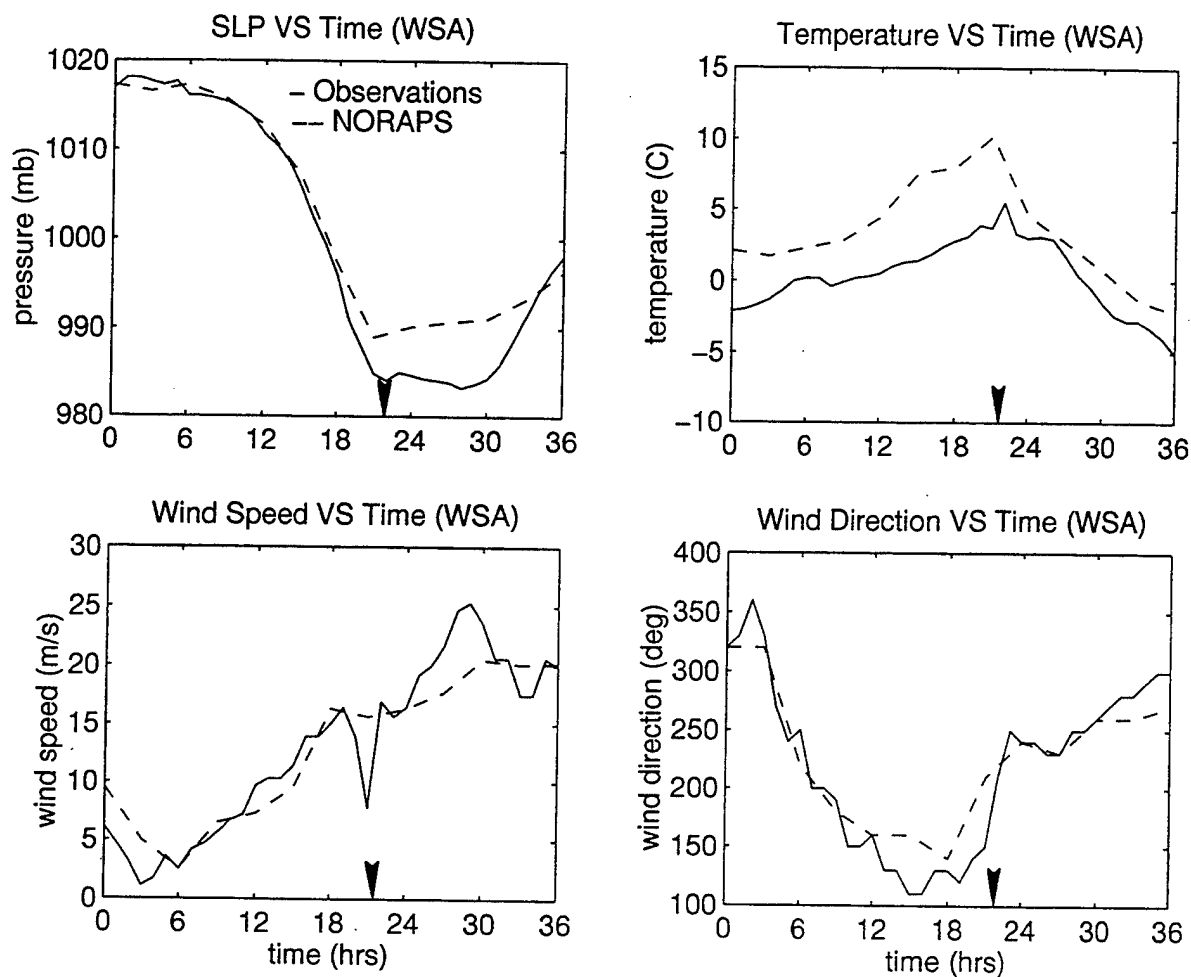 SLP VS Time (WSA)
1020
1010
1000
990
980
pressure (mb)
– Observations
–– NORAPS
0 6 12 18 24 30 36
Temperature VS Time (WSA)
15
10
5
0
−5
−10
temperature (C)
0 6 12 18 24 30 36
Wind Speed VS Time (WSA)
30
25
20
15
10
5
0
wind speed (m/s)
0 6 12 18 24 30 36
time (hrs)
Wind Direction VS Time (WSA)
400
350
300
250
200
150
100
wind direction (deg)
0 6 12 18 24 30 36
time (hrs)